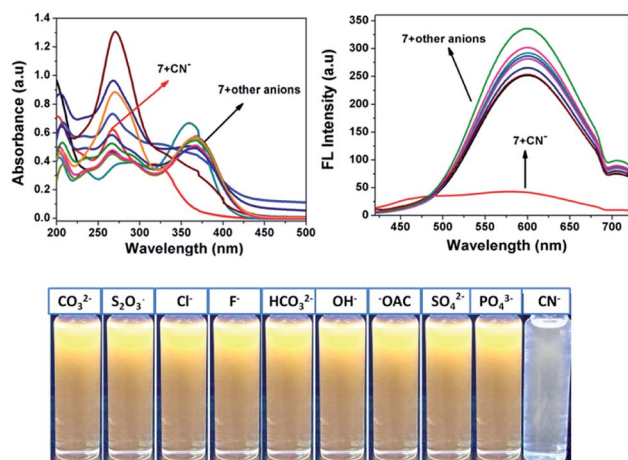 Absorbance (a.u)
1.4
1.2
1.0
0.8
0.6
0.4
0.2
0.0
7+CN⁻
7+other anions
200 250 300 350 400 450 500
Wavelength (nm)
FL Intensity (a.u)
350
300
250
200
150
100
50
0
7+other anions
7+CN⁻
450 500 550 600 650 700
Wavelength (nm)
CO₃²⁻ S₂O₃⁻ Cl⁻ F⁻ HCO₃²⁻ OH⁻ ⁻OAC SO₄²⁻ PO₄³⁻ CN⁻